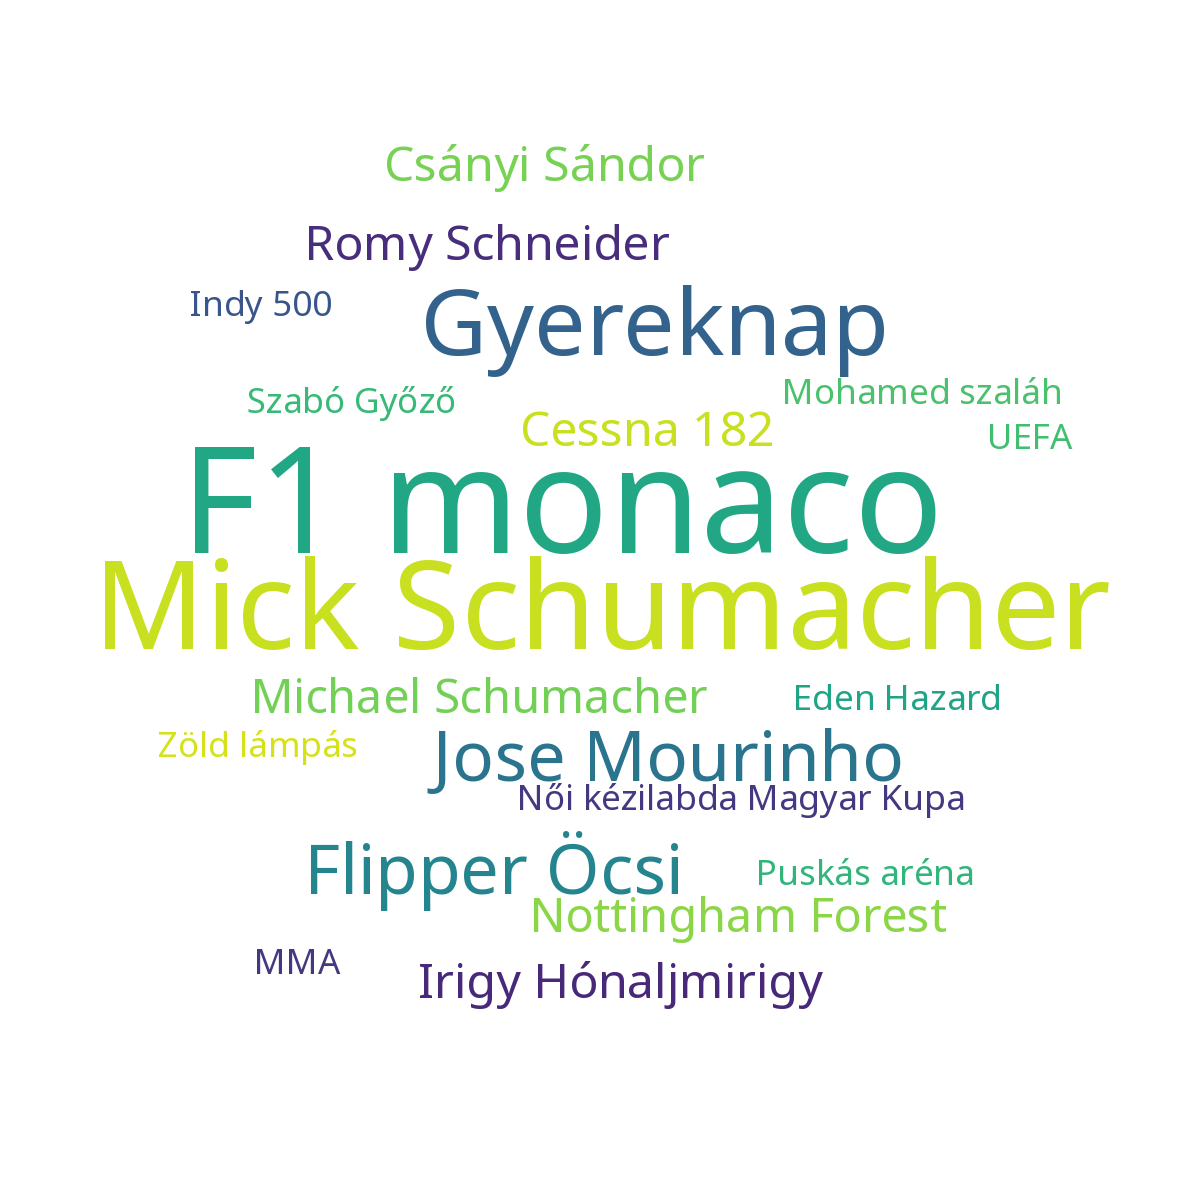 Csányi Sándor
Romy Schneider
Indy 500
Gyereknap
Szabó Győző
Mohamed szaláh
Cessna 182
UEFA
F1 monaco
Mick Schumacher
Michael Schumacher
Eden Hazard
Zöld lámpás
Jose Mourinho
Női kézilabda Magyar Kupa
Flipper Öcsi
Puskás aréna
Nottingham Forest
MMA
Irigy Hónaljmirigy